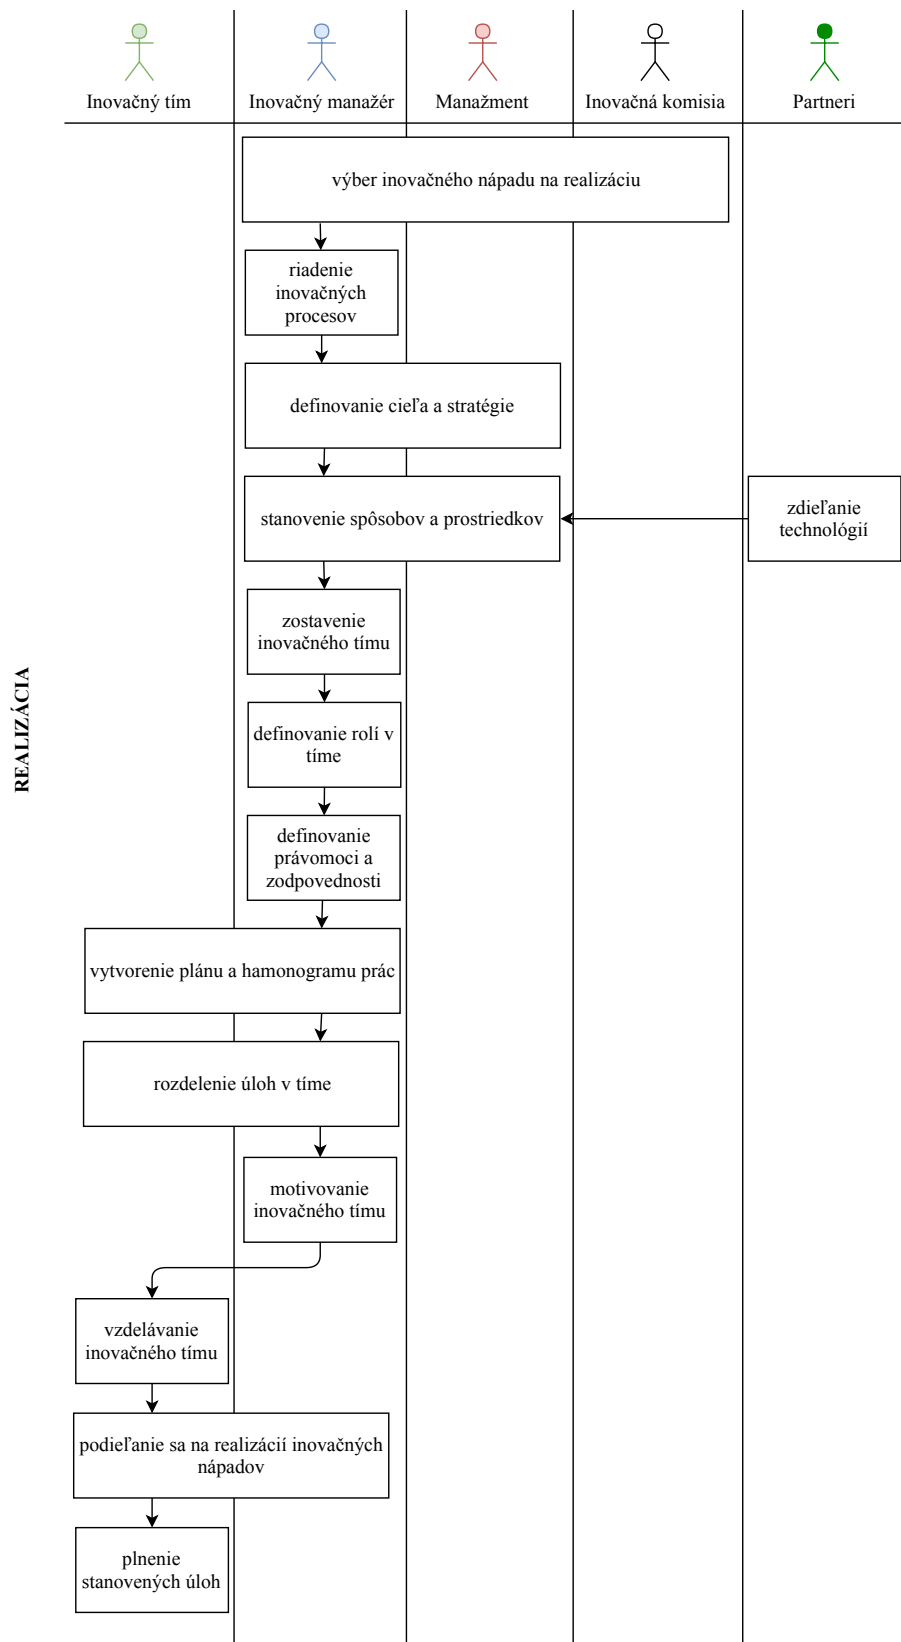 Inovačný tím
Inovačný manažér
Manažment
Inovačná komisia
Partneri
výber inovačného nápadu na realizáciu
riadenie
inovačných
procesov
definovanie cieľa a stratégie
stanovenie spôsobov a prostriedkov
zdieľanie
technológií
zostavenie
inovačného tímu
REALIZÁCIA
definovanie rolí v
tíme
definovanie
právomoci a
zodpovednosti
vytvorenie plánu a hamonogramu prác
rozdelenie úloh v tíme
motivovanie
inovačného tímu
vzdelávanie
inovačného tímu
podieľanie sa na realizácií inovačných
nápadov
plnenie
stanovených úloh